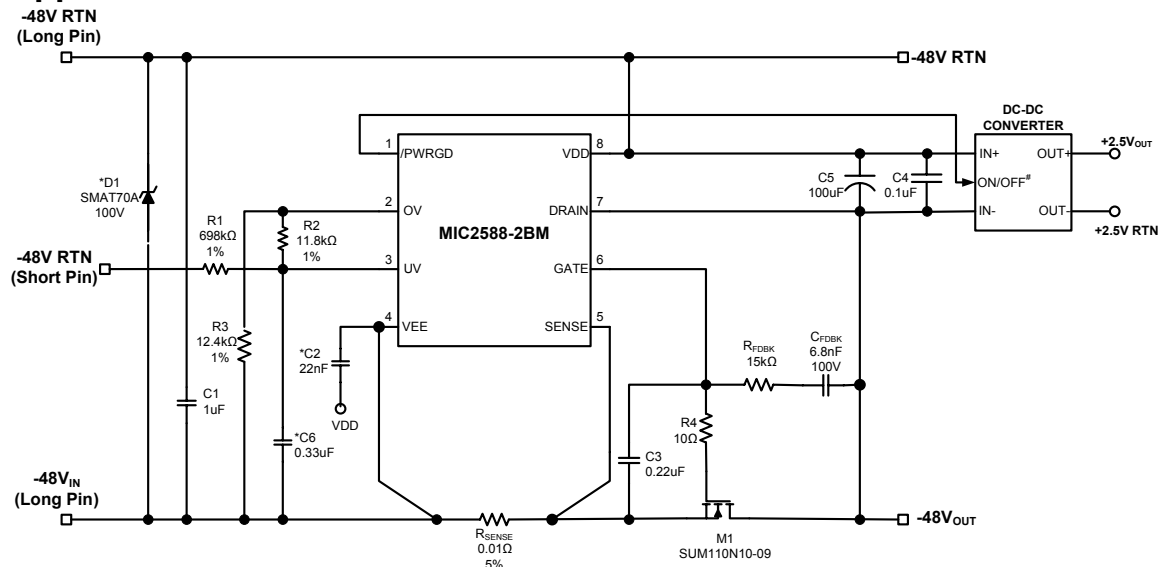 -48V RTN
(Long Pin)
-48V RTN
DC-DC
CONVERTER
1
/PWRGD
VDD
8
IN+
OUT+
+2.5VOUT
*D1
SMAT70A
100V
C5
100uF
C4
0.1uF
ON/OFF#
R1
698kΩ
1%
2
OV
R2
11.8kΩ
1%
MIC2588-2BM
DRAIN
7
IN-
OUT-
+2.5V RTN
-48V RTN
(Short Pin)
3
UV
GATE
6
R3
12.4kΩ
1%
4
VEE
SENSE
5
*C2
22nF
VDD
RFDBK
15kΩ
CFDBK
6.8nF
100V
C1
1uF
*C6
0.33uF
R4
10Ω
C3
0.22uF
-48VIN
(Long Pin)
RSENSE
0.01Ω
5%
M1
SUM110N10-09
-48VOUT